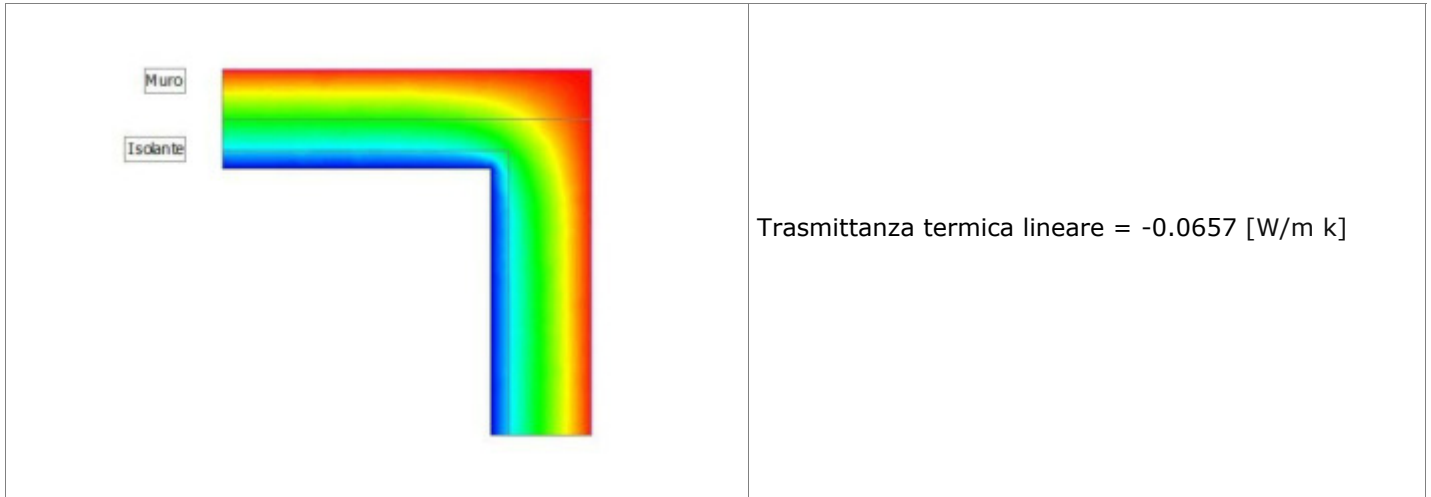 Muro
Isolante
Trasmittanza termica lineare = -0.0657 [W/m k]